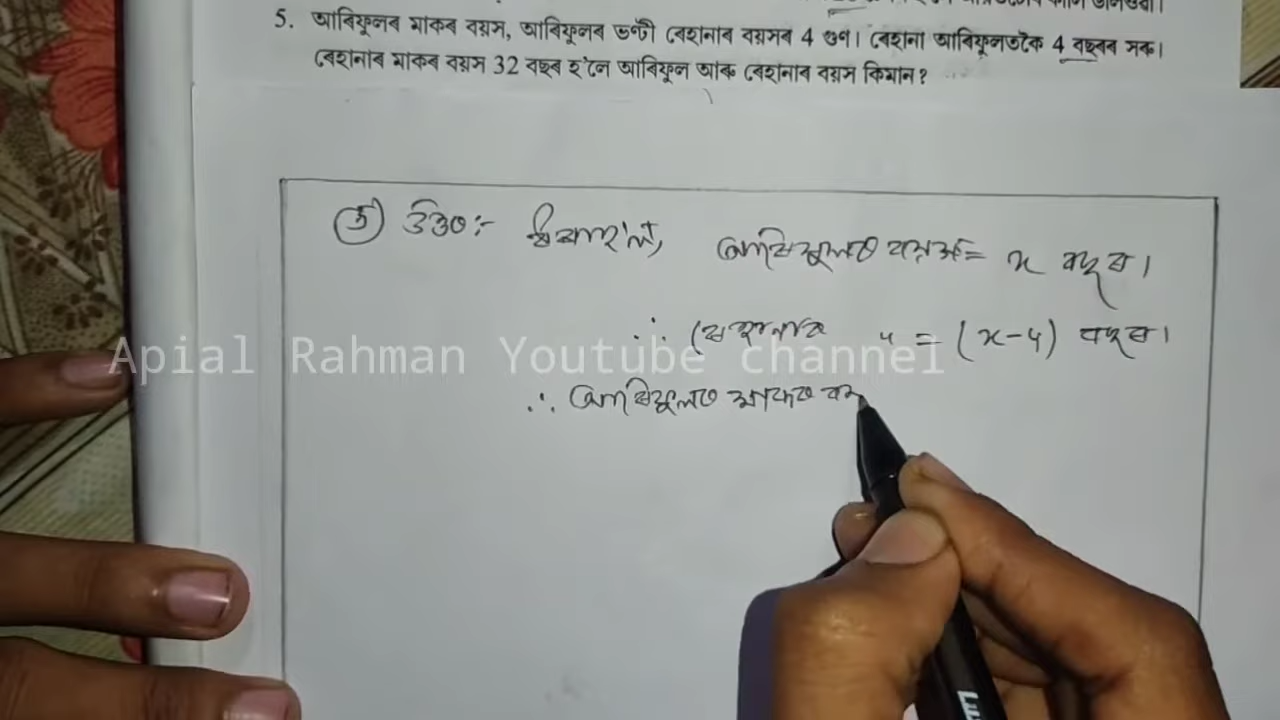 5. আৰিফুলৰ মাকৰ বয়স, আৰিফুলৰ ভণ্টী ৰেহানাৰ বয়সৰ 4 গুণ। ৰেহানা আৰিফুলতকৈ 4 বছৰৰ সৰু।
ৰেহানাৰ মাকৰ বয়স 32 বছৰ হ'লে আৰিফুল আৰু ৰেহানাৰ বয়স কিমান?
5 উত্তৰ :- ধৰাহ'ল, আৰিফুলৰ বয়স = x বছৰ।
∴ ৰেহানাৰ " = (x-4) বছৰ।
Apial Rahman Youtube channel
∴ আৰিফুলৰ মাকৰ বয়